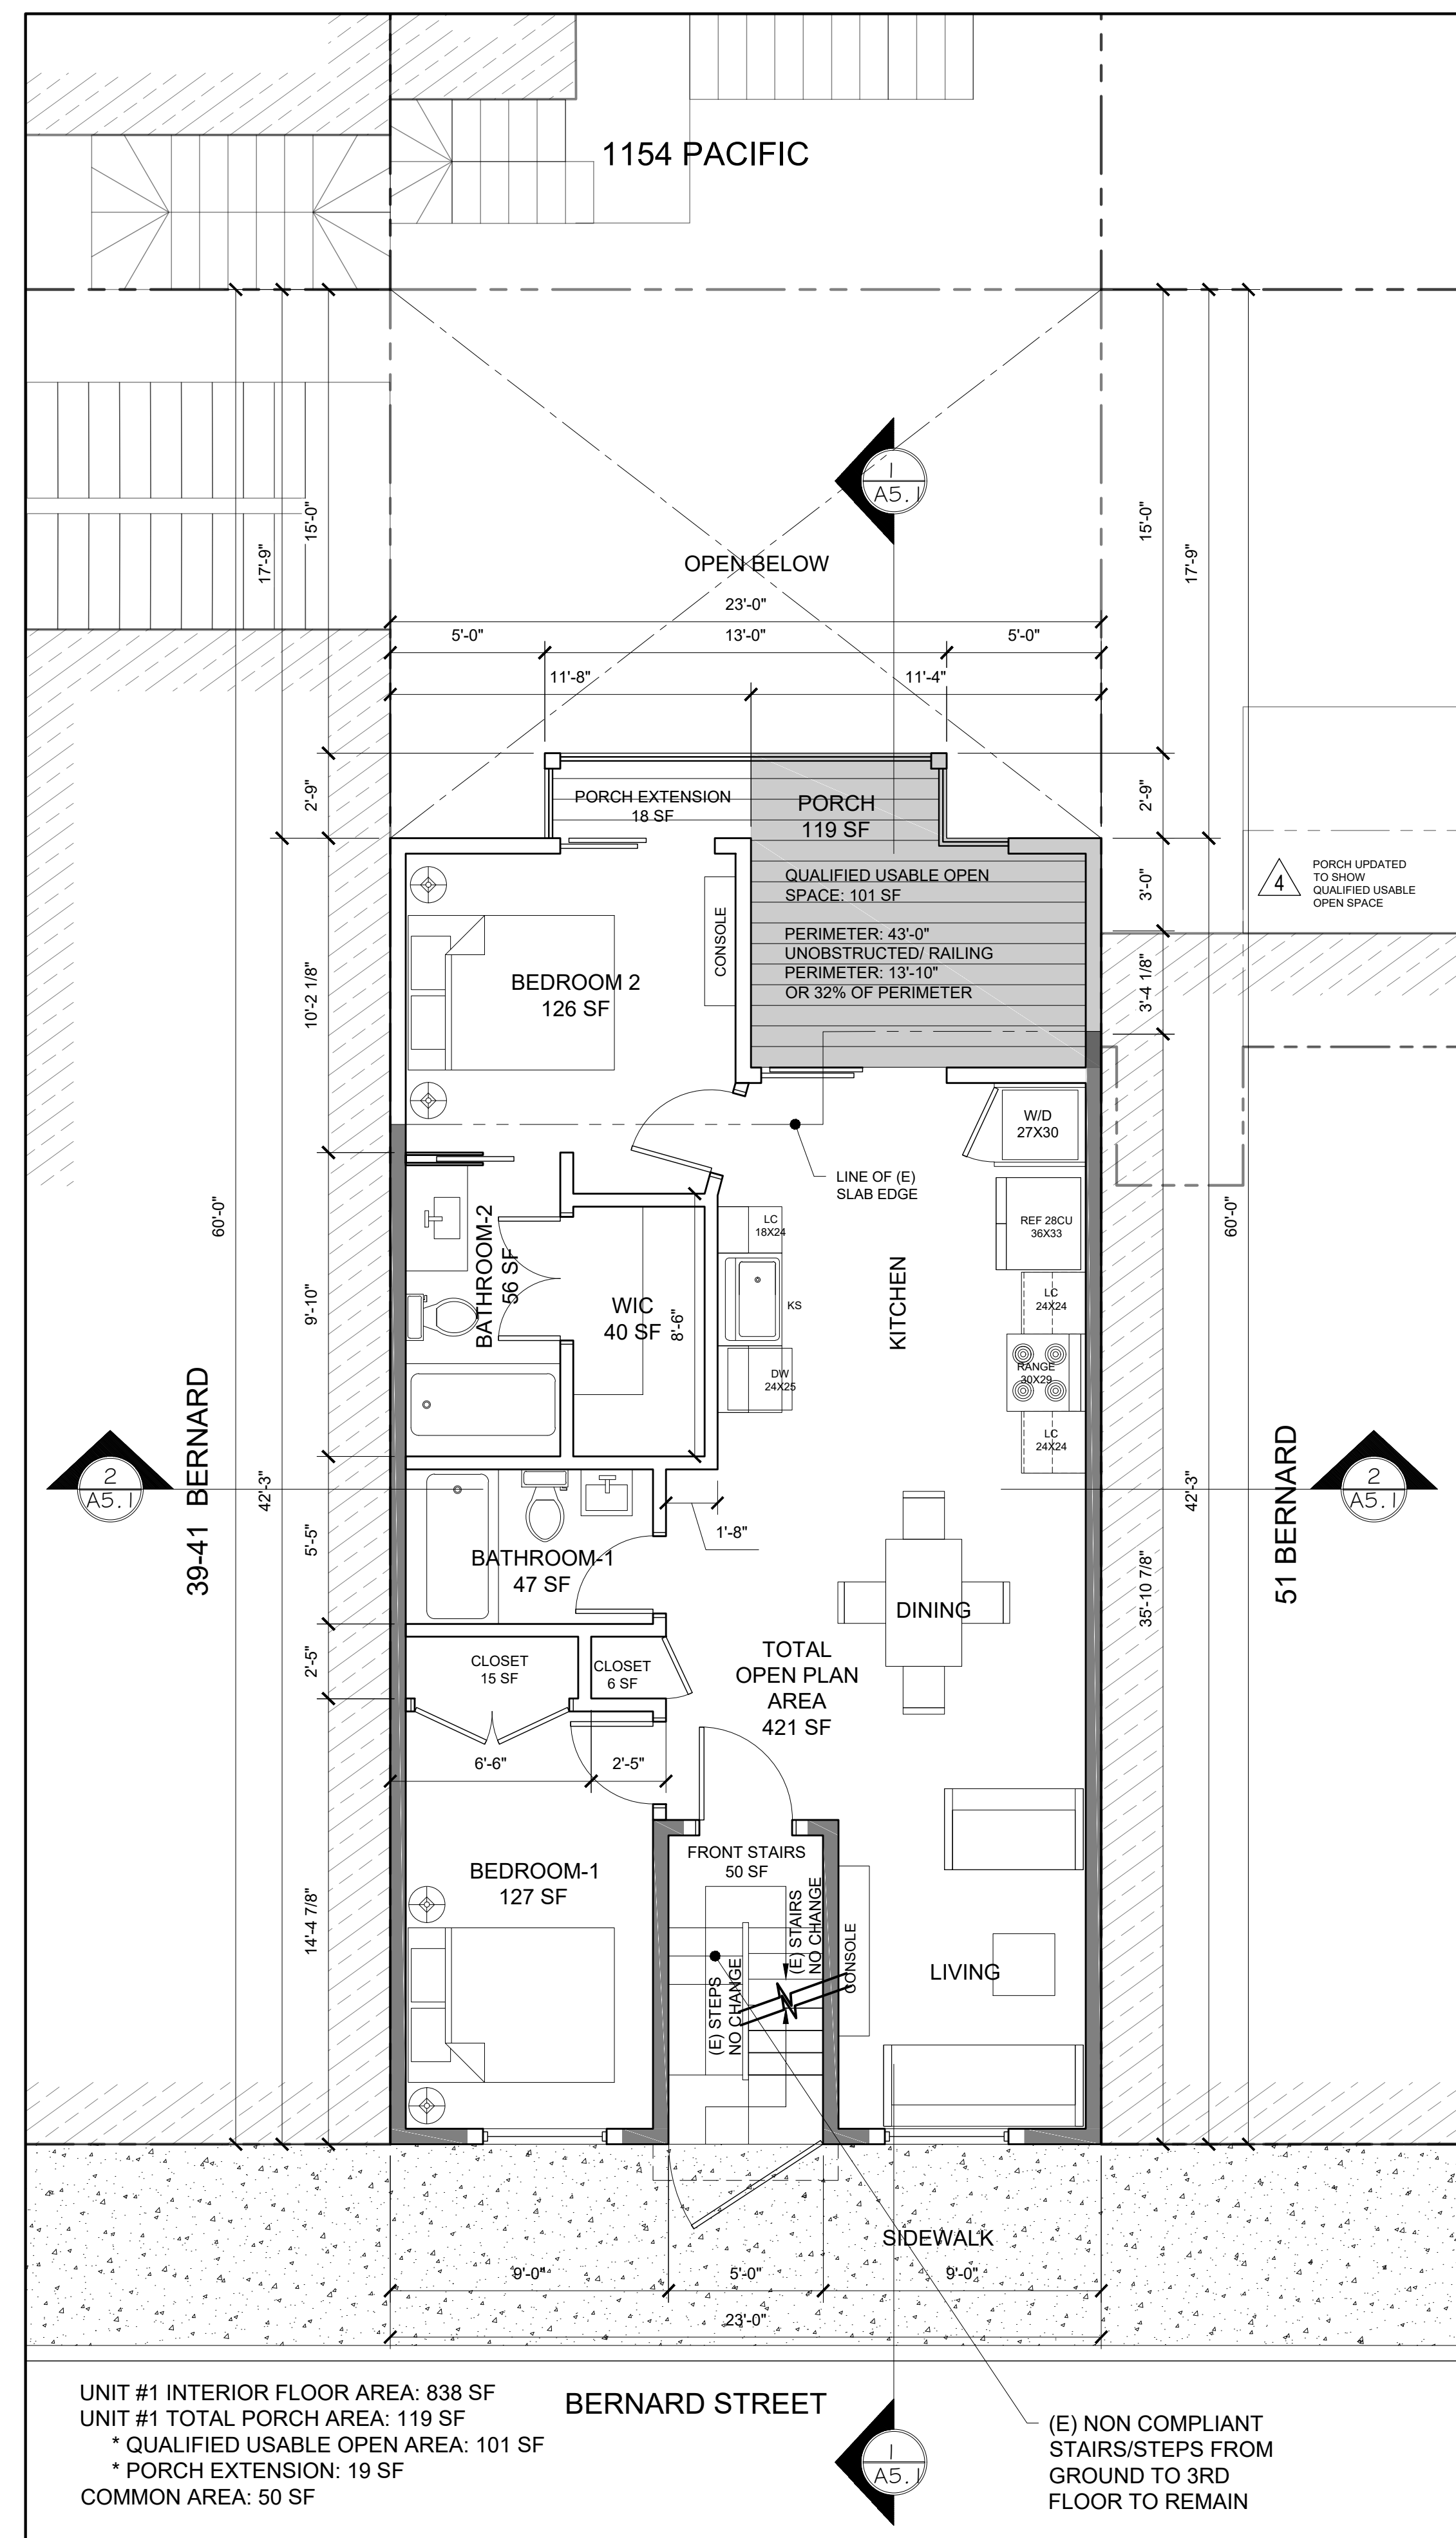 1154 PACIFIC
1
A5.1
15'-0"
17'-9"
15'-0"
17'-9"
OPEN BELOW
23'-0"
5'-0"
13'-0"
5'-0"
11'-8"
11'-4"
2'-9"
2'-9"
PORCH EXTENSION
18 SF
PORCH
119 SF
QUALIFIED USABLE OPEN
SPACE: 101 SF
PERIMETER: 43'-0"
UNOBSTRUCTED/ RAILING
PERIMETER: 13'-10"
OR 32% OF PERIMETER
3'-0"
4
PORCH UPDATED
TO SHOW
QUALIFIED USABLE
OPEN SPACE
CONSOLE
BEDROOM 2
126 SF
10'-2 1/8"
3'-4 1/8"
W/D
27X30
LINE OF (E)
SLAB EDGE
60'-0"
60'-0"
LC
18X24
REF 28CU
36X33
BATHROOM-2
56 SF
WIC
40 SF
8'-6"
KS
KITCHEN
LC
24X24
9'-10"
DW
24X25
RANGE
30X29
LC
24X24
39-41 BERNARD
51 BERNARD
2
A5.1
2
A5.1
42'-3"
42'-3"
1'-8"
5'-5"
BATHROOM-1
47 SF
35'-10 7/8"
DINING
2'-5"
CLOSET
15 SF
CLOSET
6 SF
TOTAL
OPEN PLAN
AREA
421 SF
6'-6"
2'-5"
FRONT STAIRS
50 SF
BEDROOM-1
127 SF
14'-4 7/8"
(E) STAIRS
NO CHANGE
(E) STEPS
NO CHANGE
CONSOLE
LIVING
SIDEWALK
9'-0"
5'-0"
9'-0"
23'-0"
UNIT #1 INTERIOR FLOOR AREA: 838 SF
UNIT #1 TOTAL PORCH AREA: 119 SF
* QUALIFIED USABLE OPEN AREA: 101 SF
* PORCH EXTENSION: 19 SF
COMMON AREA: 50 SF
BERNARD STREET
1
A5.1
(E) NON COMPLIANT
STAIRS/STEPS FROM
GROUND TO 3RD
FLOOR TO REMAIN